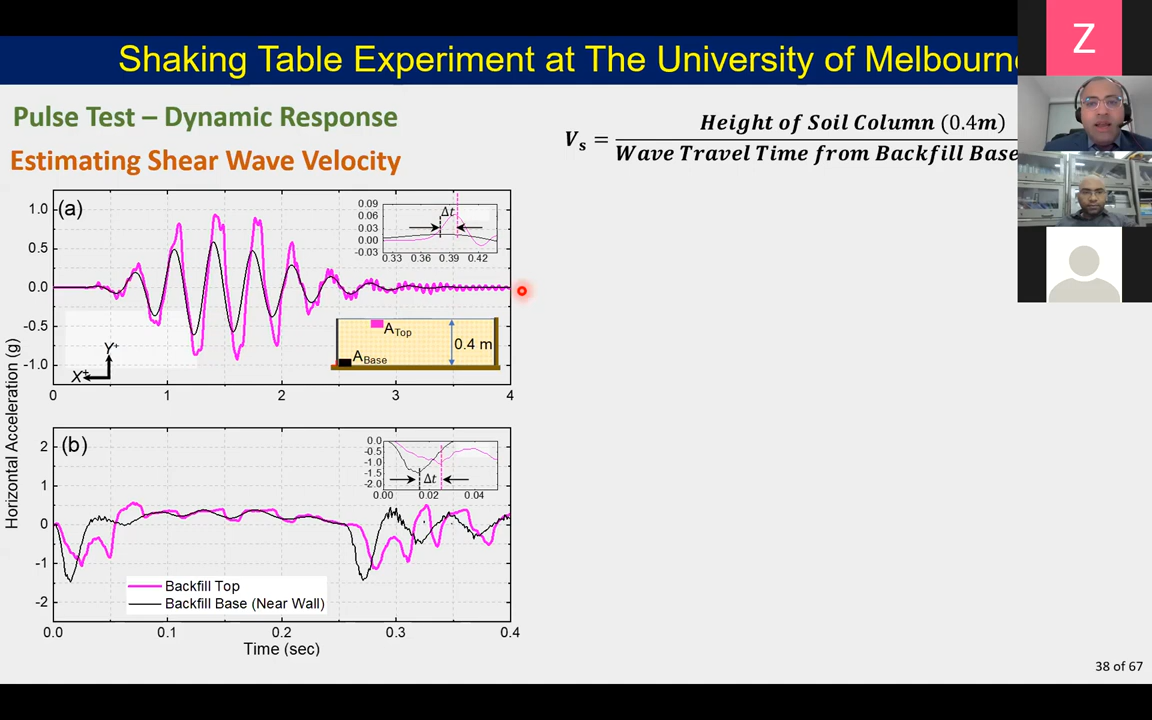 Shaking Table Experiment at The University of Melbourn
Z
Pulse Test – Dynamic Response
Estimating Shear Wave Velocity
Vs = Height of Soil Column (0.4m)
Wave Travel Time from Backfill Base
Horizontal Acceleration (g)
(a)
1.0
0.5
0.0
-0.5
-1.0
0 1 2 3 4
0.09
0.06
0.03
0.00
-0.03
Δt
0.33 0.36 0.39 0.42
ATop
ABase
0.4 m
Y+
X+
(b)
2
1
0
-1
-2
0.0
-0.5
-1.0
-1.5
-2.0
Δt
0.00 0.02 0.04
Backfill Top
Backfill Base (Near Wall)
0.0 0.1 0.2 0.3 0.4
Time (sec)
38 of 67